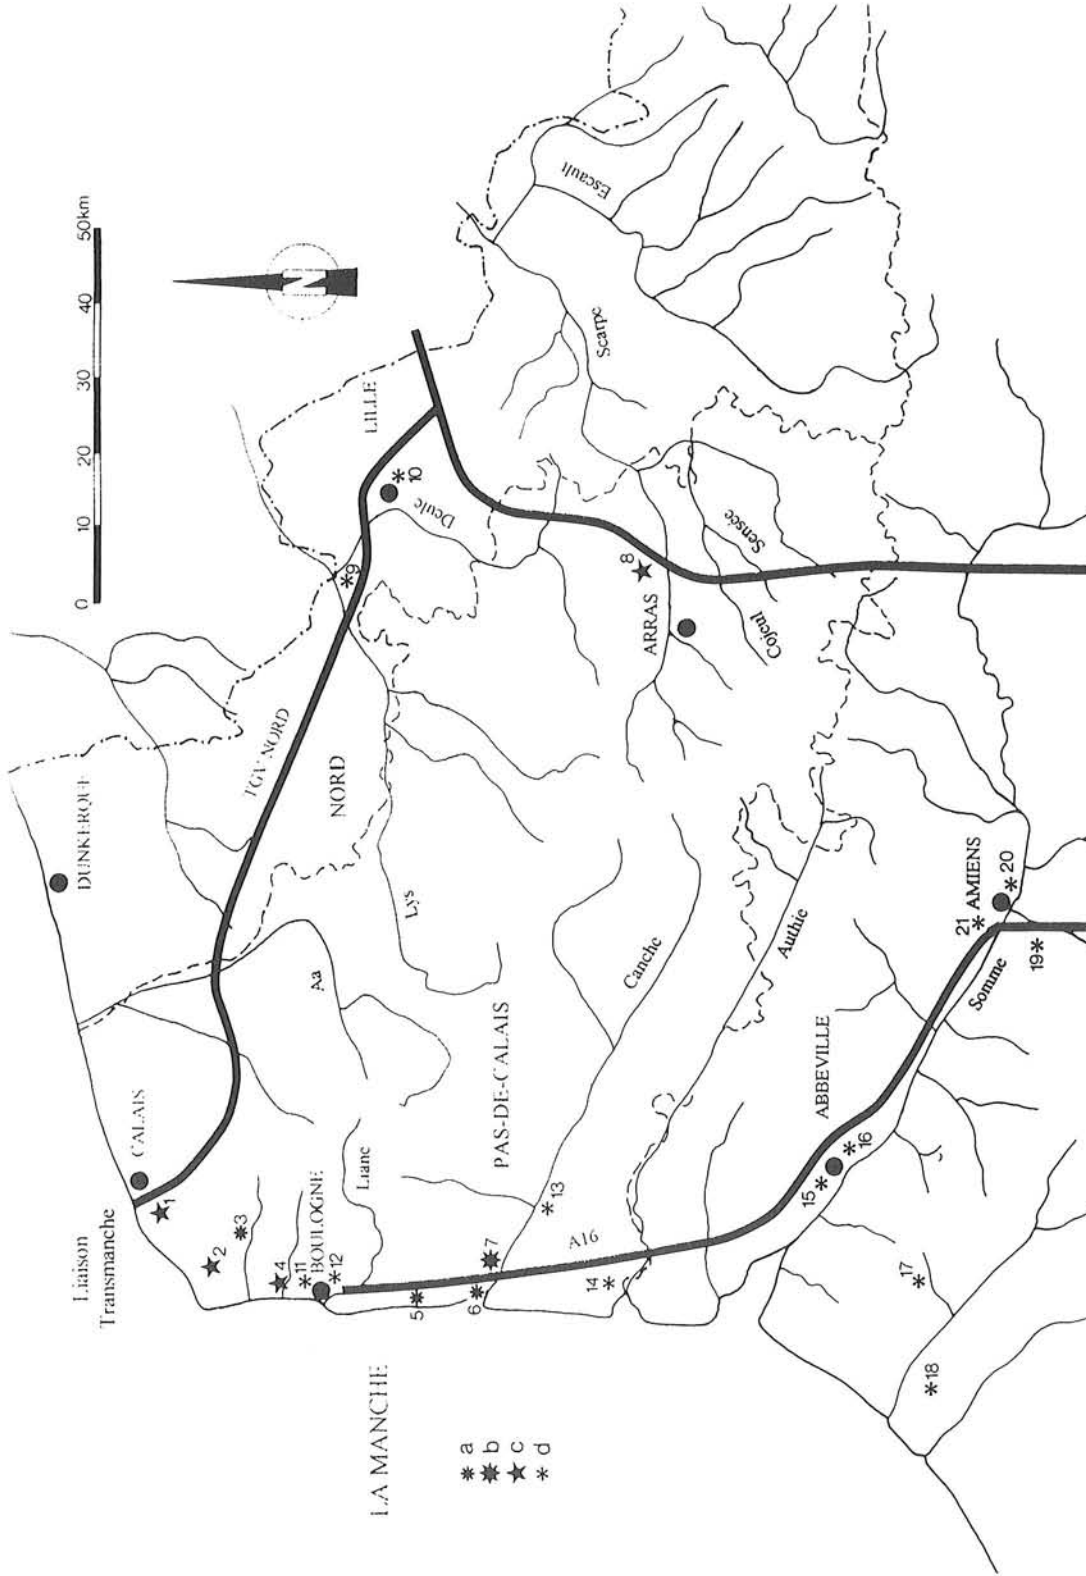 Liaison
Transmanche
CALAIS
DUNKERQUE
0 10 20 30 40 50km
N
1
2
3
4
11
BOULOGNE
12
Liane
Aa
TGV NORD
NORD
Lys
9
10
LILLE
Deule
LA MANCHE
5
6
7
PAS-DE-CALAIS
13
Canche
A16
14
Authie
8
ARRAS
Scarpe
Escaut
Sensée
Cojeul
a
b
c
d
ABBEVILLE
15
16
17
18
Somme
AMIENS
21
20
19